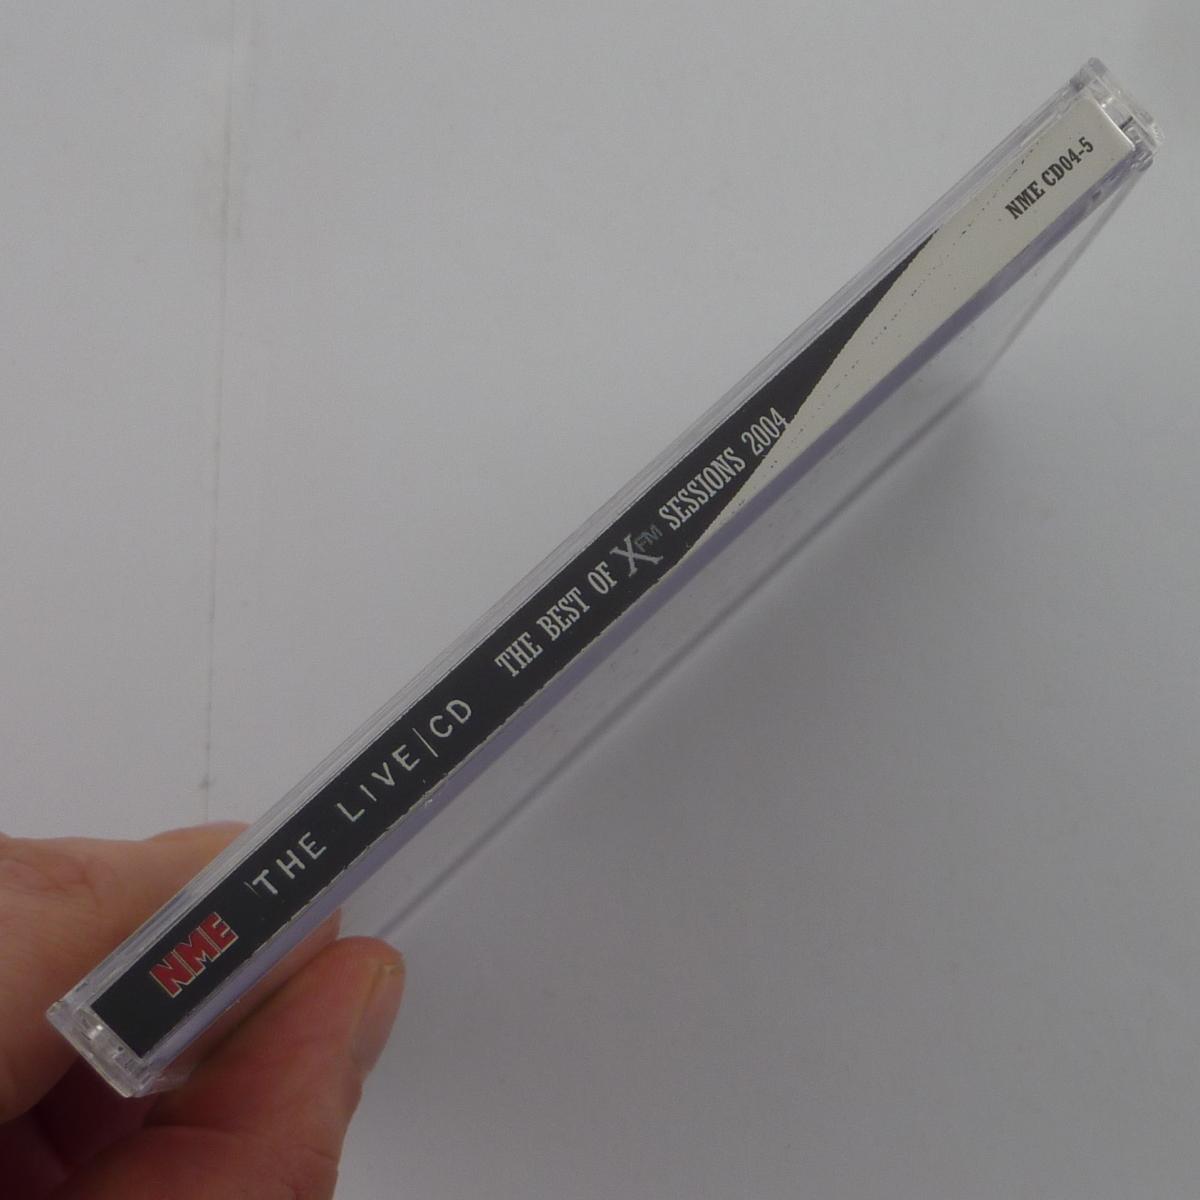 NME THE LIVE/CD THE BEST OF XFM SESSIONS 2004 NME CD04-5